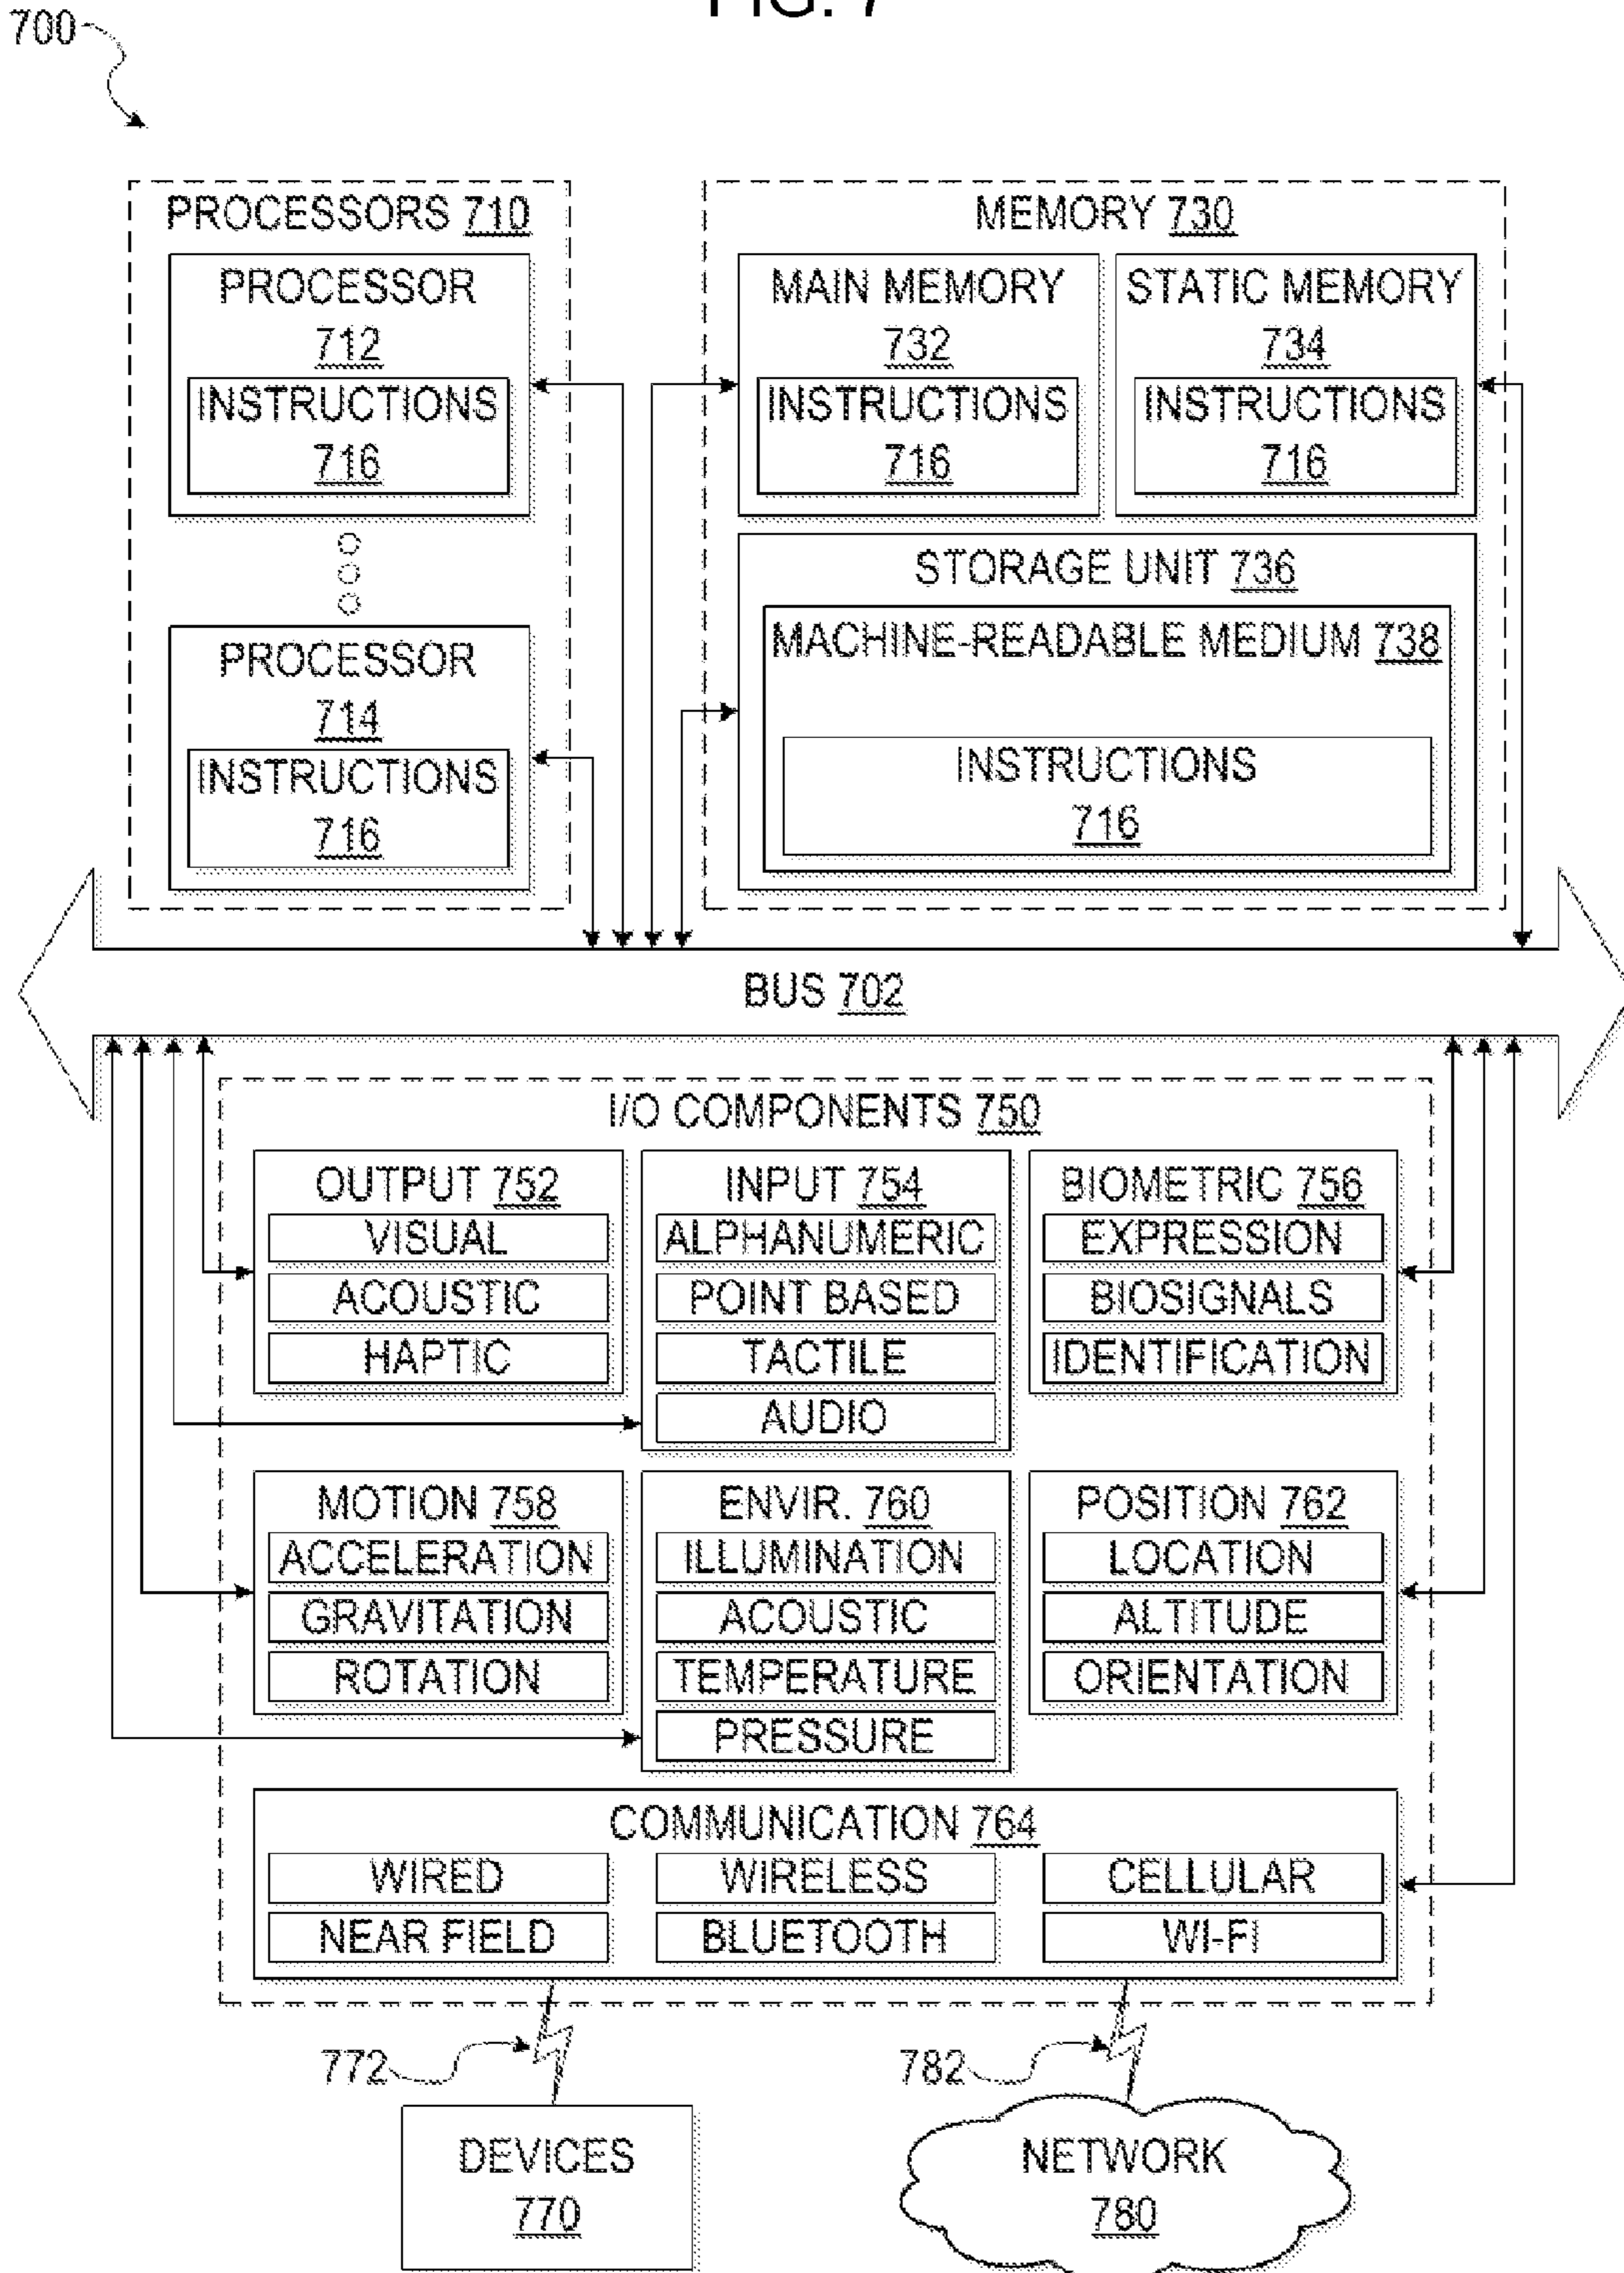 FIG. 7
700
PROCESSORS 710
PROCESSOR
712
INSTRUCTIONS
716
PROCESSOR
714
INSTRUCTIONS
716
MEMORY 730
MAIN MEMORY
732
INSTRUCTIONS
716
STATIC MEMORY
734
INSTRUCTIONS
716
STORAGE UNIT 736
MACHINE-READABLE MEDIUM 738
INSTRUCTIONS
716
BUS 702
I/O COMPONENTS 750
OUTPUT 752
VISUAL
ACOUSTIC
HAPTIC
INPUT 754
ALPHANUMERIC
POINT BASED
TACTILE
AUDIO
BIOMETRIC 756
EXPRESSION
BIOSIGNALS
IDENTIFICATION
MOTION 758
ACCELERATION
GRAVITATION
ROTATION
ENVIR. 760
ILLUMINATION
ACOUSTIC
TEMPERATURE
PRESSURE
POSITION 762
LOCATION
ALTITUDE
ORIENTATION
COMMUNICATION 764
WIRED
WIRELESS
CELLULAR
NEAR FIELD
BLUETOOTH
WI-FI
772
782
DEVICES
770
NETWORK
780